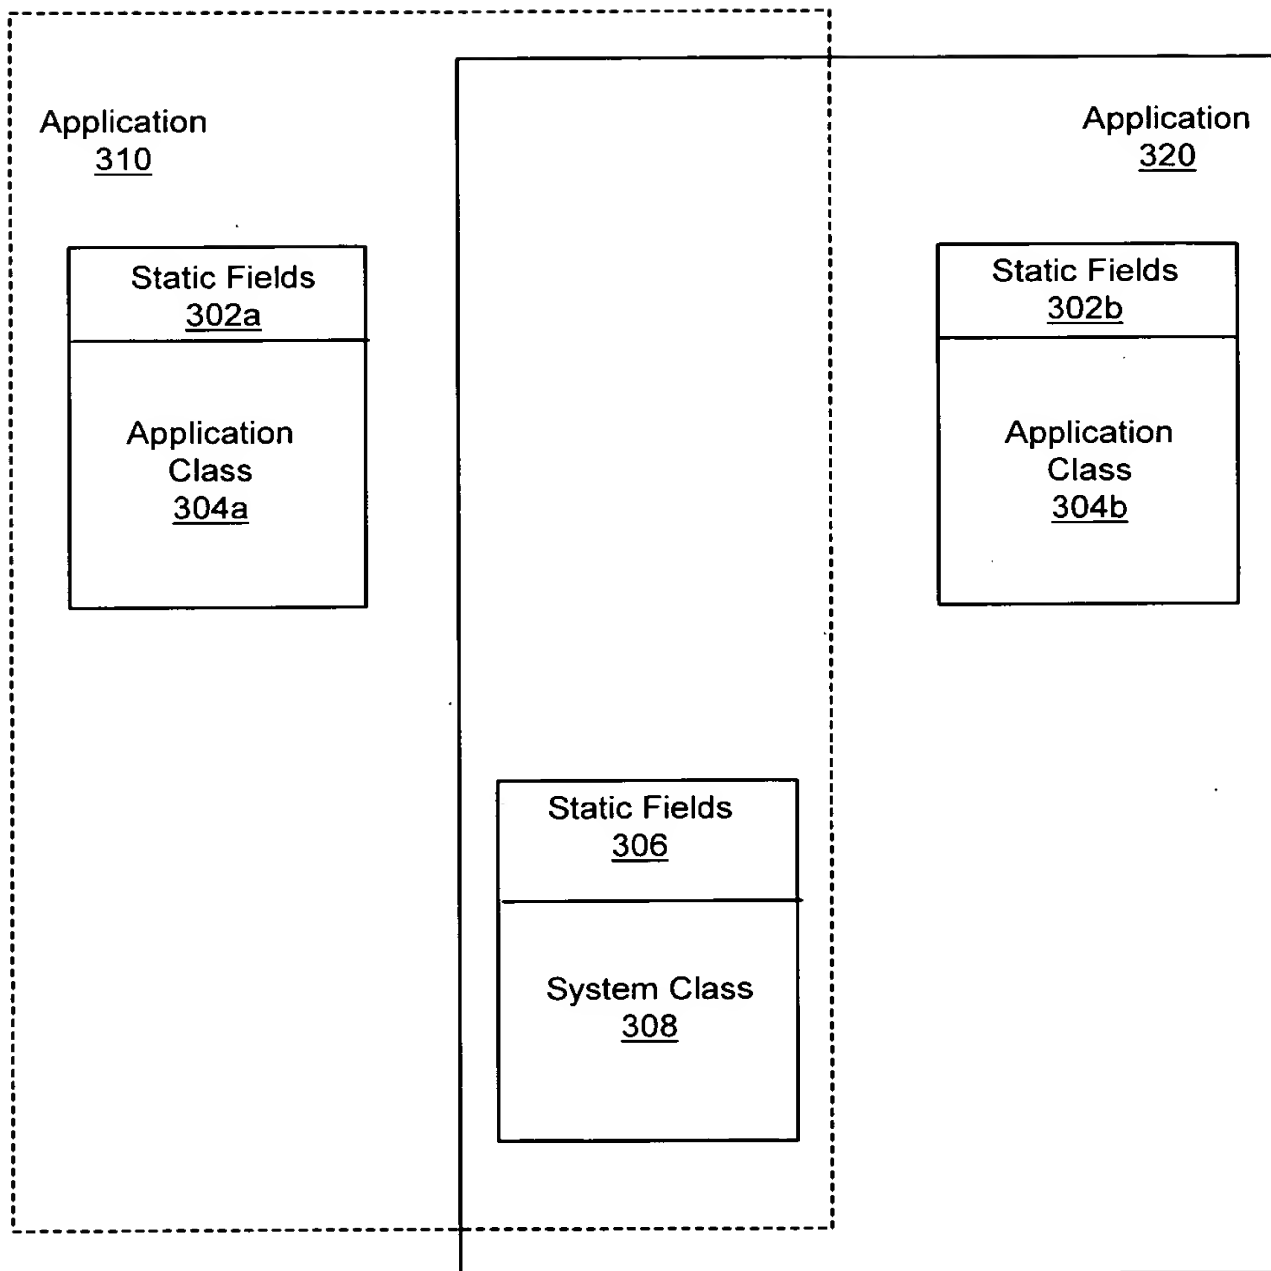 Application
310
Application
320
Static Fields
302a
Application
Class
304a
Static Fields
302b
Application
Class
304b
Static Fields
306
System Class
308